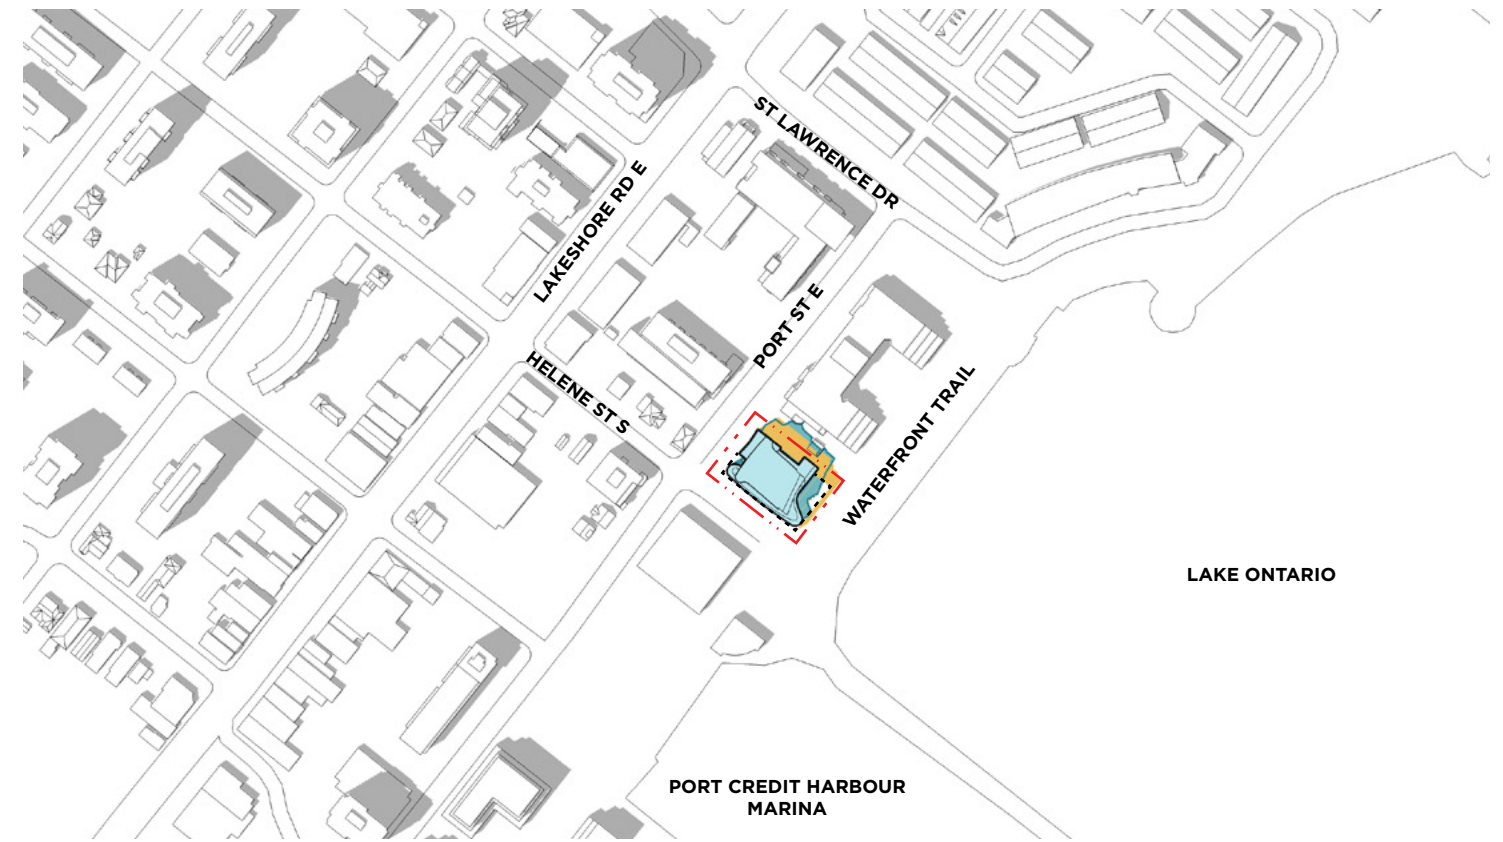 ST LAWRENCE DR
LAKESHORE RD E
PORT ST E
HELENE ST S
WATERFRONT TRAIL
LAKE ONTARIO
PORT CREDIT HARBOUR
MARINA